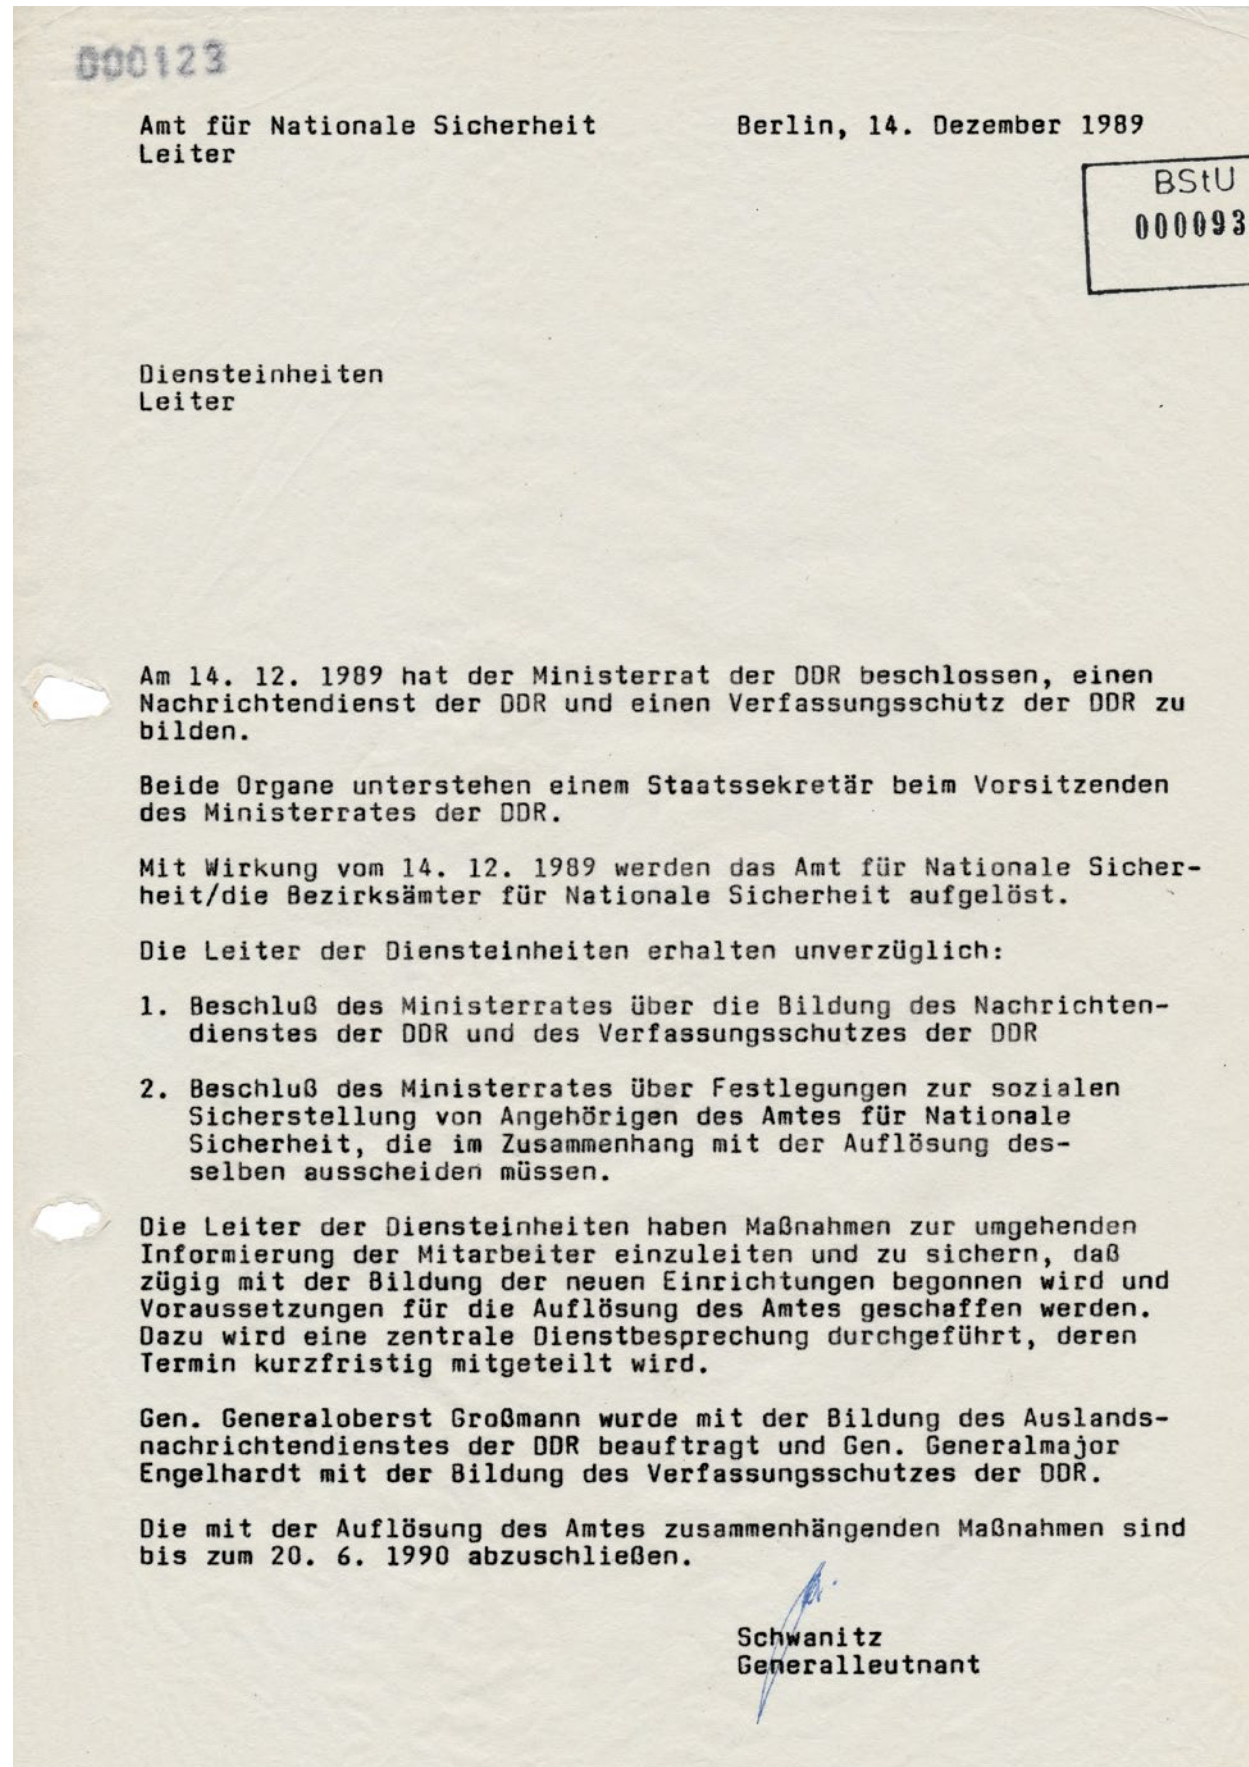 000123
Amt für Nationale Sicherheit Berlin, 14. Dezember 1989
Leiter
BStU
000093
Diensteinheiten
Leiter
Am 14. 12. 1989 hat der Ministerrat der DDR beschlossen, einen
Nachrichtendienst der DDR und einen Verfassungsschutz der DDR zu
bilden.
Beide Organe unterstehen einem Staatssekretär beim Vorsitzenden
des Ministerrates der DDR.
Mit Wirkung vom 14. 12. 1989 werden das Amt für Nationale Sicher-
heit/die Bezirksämter für Nationale Sicherheit aufgelöst.
Die Leiter der Diensteinheiten erhalten unverzüglich:
1. Beschluß des Ministerrates über die Bildung des Nachrichten-
dienstes der DDR und des Verfassungsschutzes der DDR
2. Beschluß des Ministerrates über Festlegungen zur sozialen
Sicherstellung von Angehörigen des Amtes für Nationale
Sicherheit, die im Zusammenhang mit der Auflösung des-
selben ausscheiden müssen.
Die Leiter der Diensteinheiten haben Maßnahmen zur umgehenden
Informierung der Mitarbeiter einzuleiten und zu sichern, daß
zügig mit der Bildung der neuen Einrichtungen begonnen wird und
Voraussetzungen für die Auflösung des Amtes geschaffen werden.
Dazu wird eine zentrale Dienstbesprechung durchgeführt, deren
Termin kurzfristig mitgeteilt wird.
Gen. Generaloberst Großmann wurde mit der Bildung des Auslands-
nachrichtendienstes der DDR beauftragt und Gen. Generalmajor
Engelhardt mit der Bildung des Verfassungsschutzes der DDR.
Die mit der Auflösung des Amtes zusammenhängenden Maßnahmen sind
bis zum 20. 6. 1990 abzuschließen.
Schwanitz
Generalleutnant